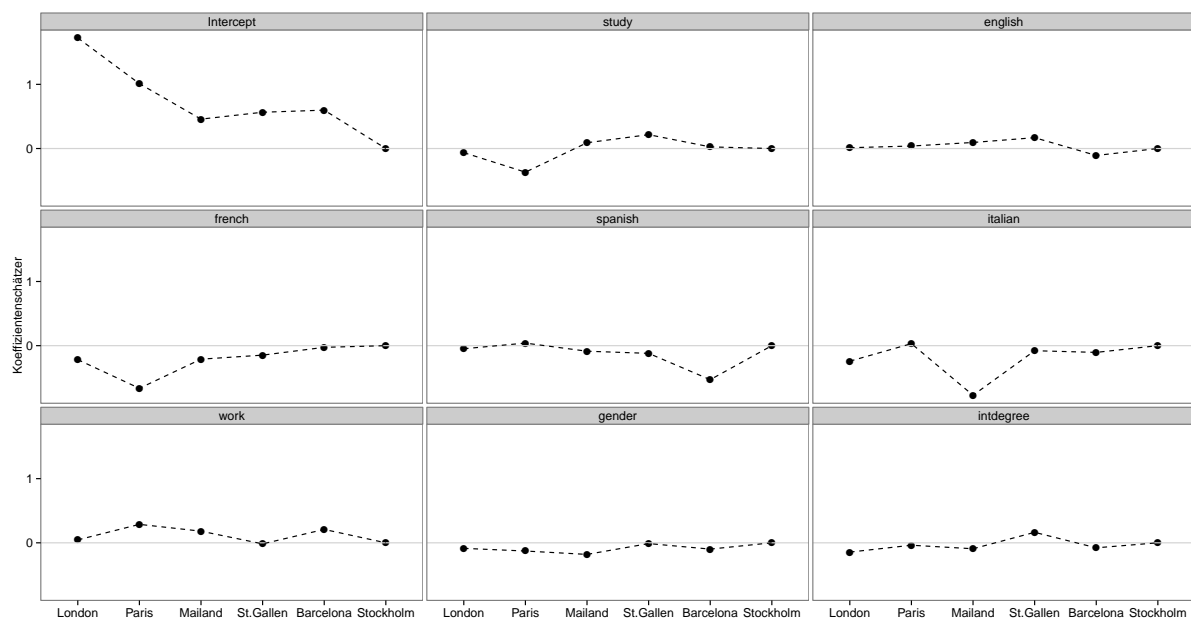 Intercept study english
1
0
french spanish italian
Koeffizientenschätzer
1
0
work gender intdegree
1
0
London Paris Mailand St.Gallen Barcelona Stockholm London Paris Mailand St.Gallen Barcelona Stockholm London Paris Mailand St.Gallen Barcelona Stockholm